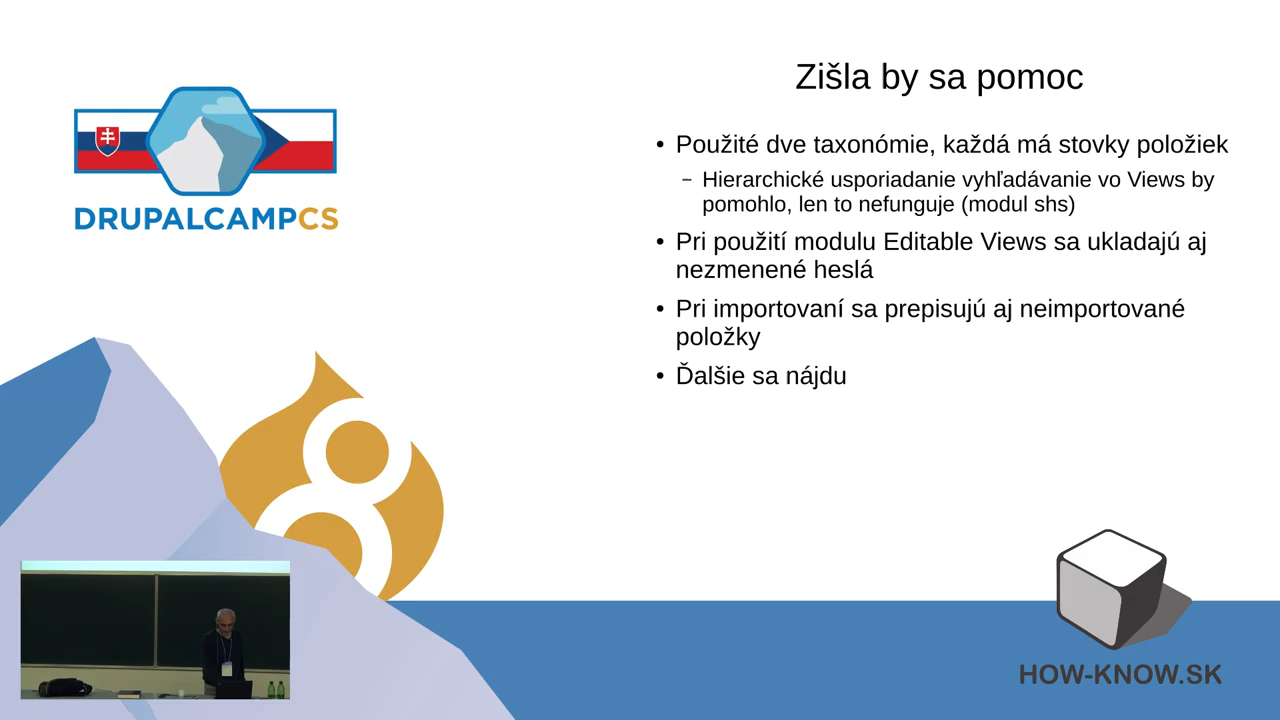 Zišla by sa pomoc
DRUPALCAMPCS
• Použité dve taxonómie, každá má stovky položiek
– Hierarchické usporiadanie vyhľadávanie vo Views by
pomohlo, len to nefunguje (modul shs)
• Pri použití modulu Editable Views sa ukladajú aj
nezmenené heslá
• Pri importovaní sa prepisujú aj neimportované
položky
• Ďalšie sa nájdu
8
HOW-KNOW.SK